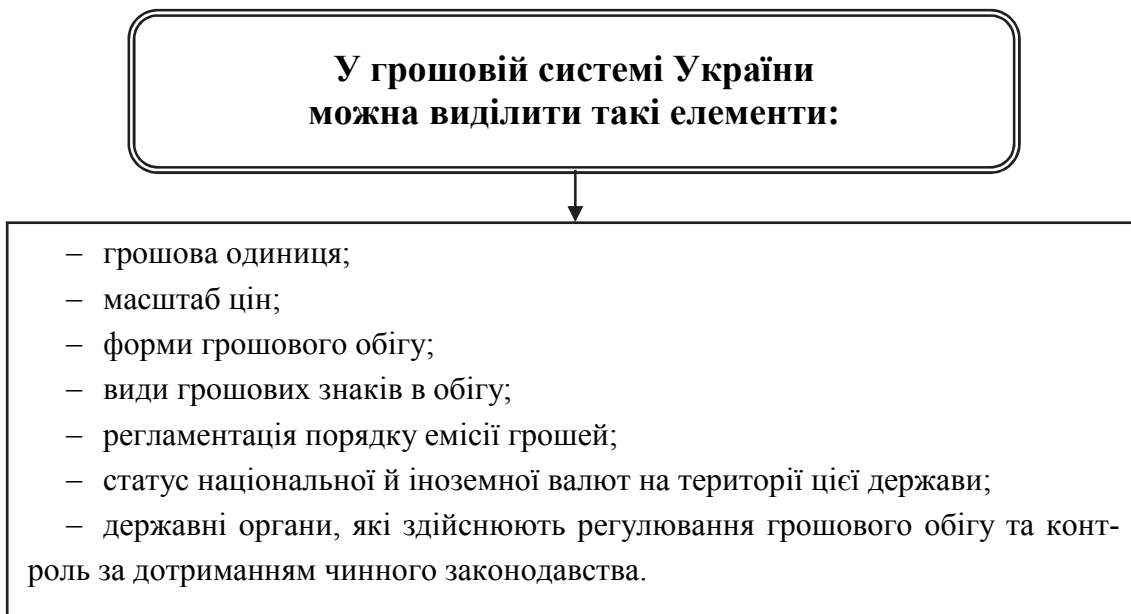 У грошовій системі України
можна виділити такі елементи:
– грошова одиниця;
– масштаб цін;
– форми грошового обігу;
– види грошових знаків в обігу;
– регламентація порядку емісії грошей;
– статус національної й іноземної валют на території цієї держави;
– державні органи, які здійснюють регулювання грошового обігу та конт-
роль за дотриманням чинного законодавства.